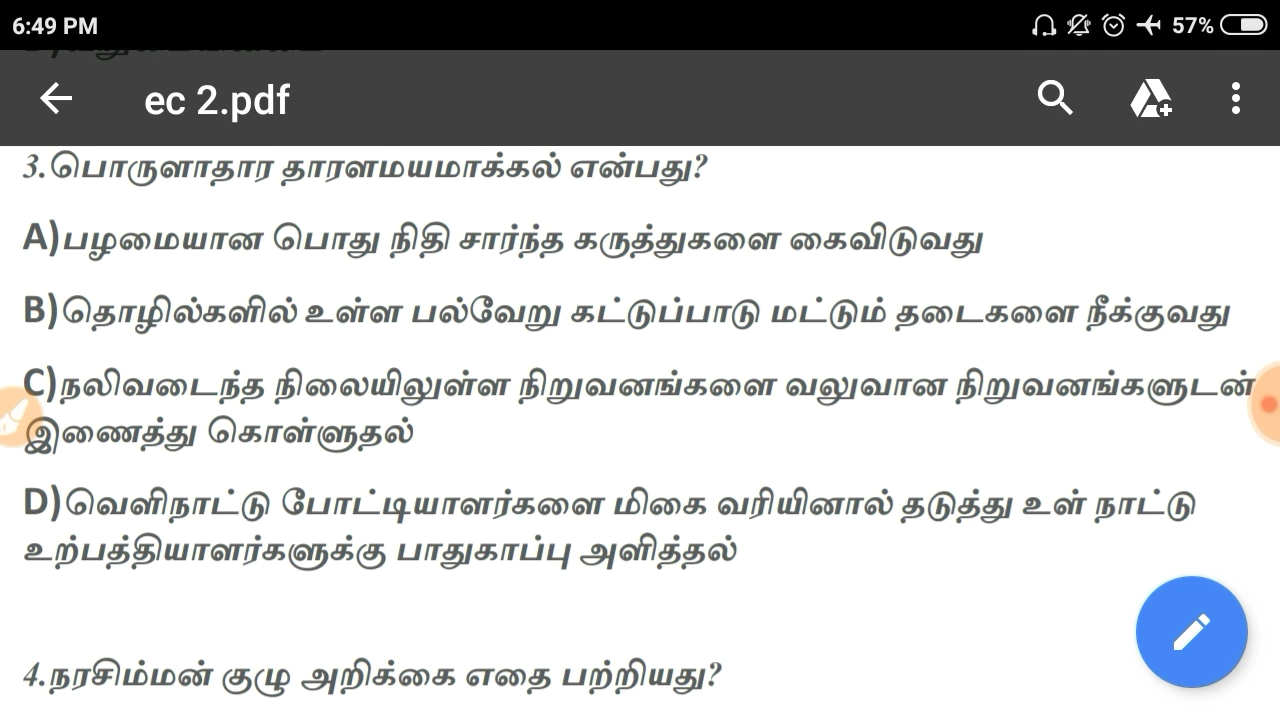 6:49 PM
57%
ec 2.pdf
3.பொருளாதார தாரளமயமாக்கல் என்பது?
A)பழமையான பொது நிதி சார்ந்த கருத்துகளை கைவிடுவது
B)தொழில்களில் உள்ள பல்வேறு கட்டுப்பாடு மட்டும் தடைகளை நீக்குவது
C)நலிவடைந்த நிலையிலுள்ள நிறுவனங்களை வலுவான நிறுவனங்களுடன்
இணைத்து கொள்ளுதல்
D)வெளிநாட்டு போட்டியாளர்களை மிகை வரியினால் தடுத்து உள் நாட்டு
உற்பத்தியாளர்களுக்கு பாதுகாப்பு அளித்தல்
4.நரசிம்மன் குழு அறிக்கை எதை பற்றியது?